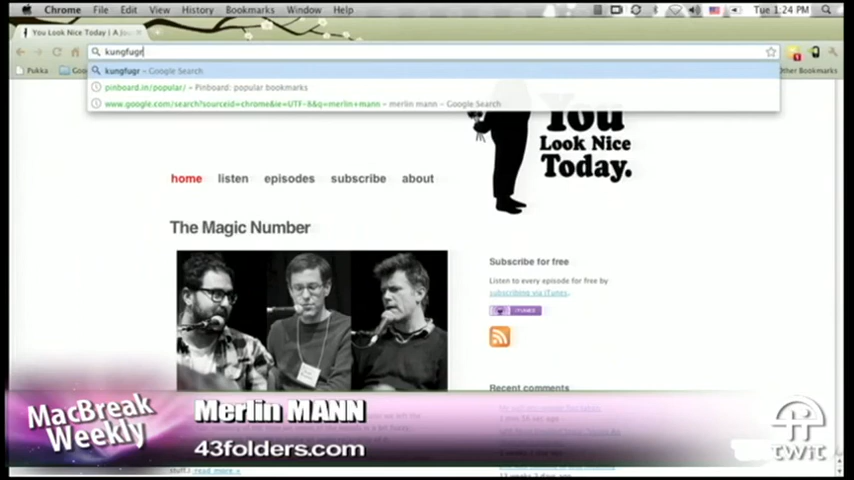 Chrome File Edit View History Bookmarks Window Help Tue 1:24 PM
You Look Nice Today | A Jou
kungfugr
Pukka Goo Other Bookmarks
kungfugr - Google Search
pinboard.in/popular/ - Pinboard: popular bookmarks
www.google.com/search?sourceid=chrome&ie=UTF-8&q=merlin+mann - merlin mann - Google Search
You
Look Nice
Today.
home listen episodes subscribe about
The Magic Number
Subscribe for free
Listen to every episode for free by
subscribing via iTunes.
ITUNES
Recent comments
MacBreak
Weekly
Merlin MANN
43folders.com
twit
stuff.) read more »